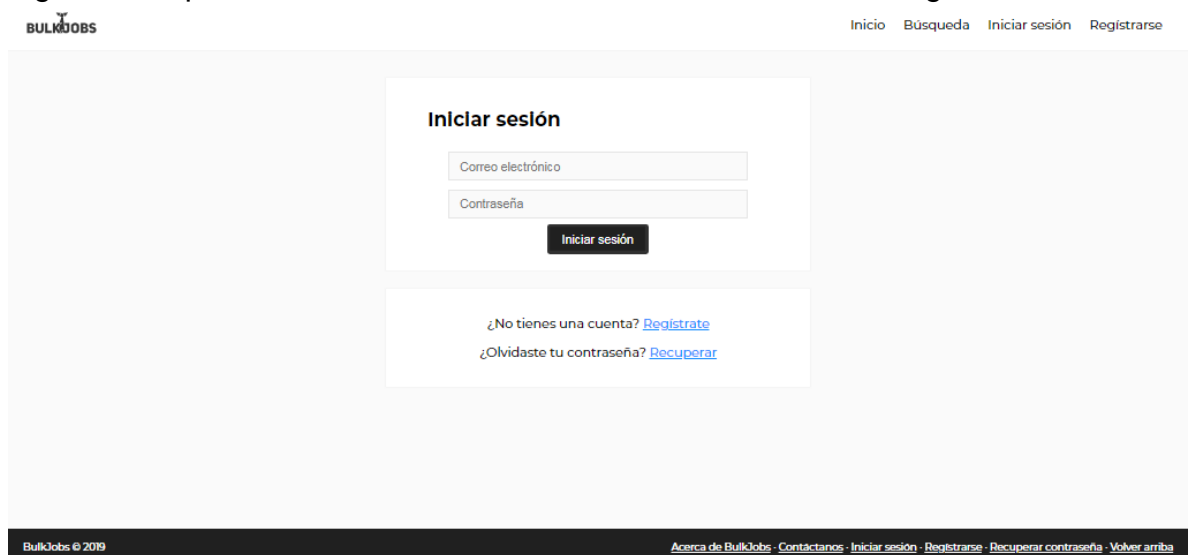 BULKJOBS
Inicio Búsqueda Iniciar sesión Regístrarse
Iniciar sesión
Correo electrónico
Contraseña
Iniciar sesión
¿No tienes una cuenta? Regístrate
¿Olvidaste tu contraseña? Recuperar
BulkJobs © 2019
Acerca de BulkJobs · Contáctanos · Iniciar sesión · Registrarse · Recuperar contraseña · Volver arriba